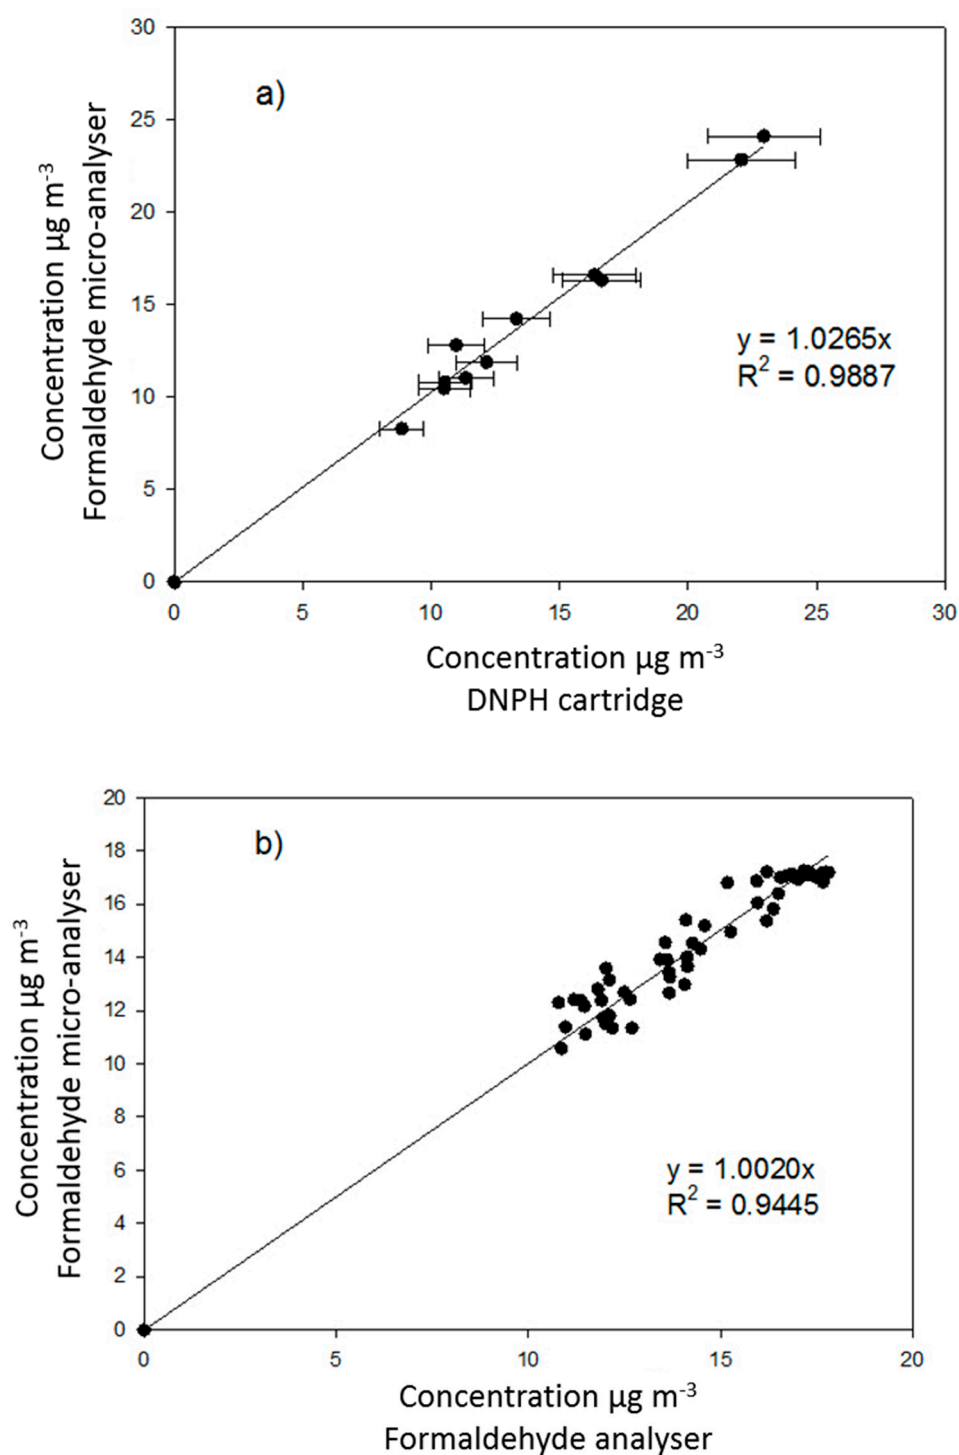 30
25
20
15
10
5
0
a)
Concentration µg m⁻³
Formaldehyde micro-analyser
y = 1.0265x
R² = 0.9887
0 5 10 15 20 25 30
Concentration µg m⁻³
DNPH cartridge
20
18
16
14
12
10
8
6
4
2
0
b)
Concentration µg m⁻³
Formaldehyde micro-analyser
y = 1.0020x
R² = 0.9445
0 5 10 15 20
Concentration µg m⁻³
Formaldehyde analyser